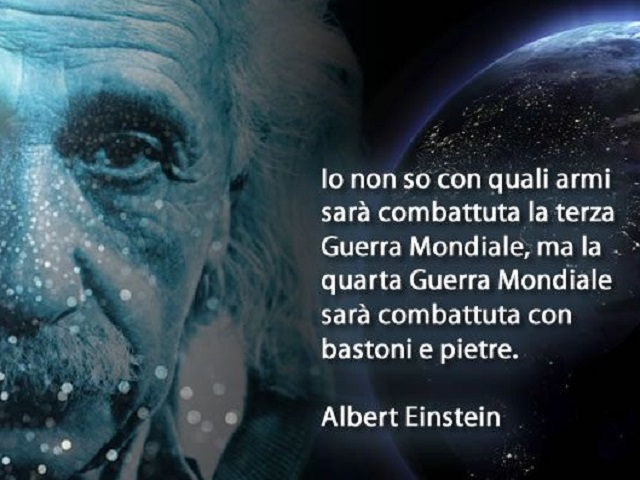 Io non so con quali armi
sarà combattuta la terza
Guerra Mondiale, ma la
quarta Guerra Mondiale
sarà combattuta con
bastoni e pietre.
Albert Einstein